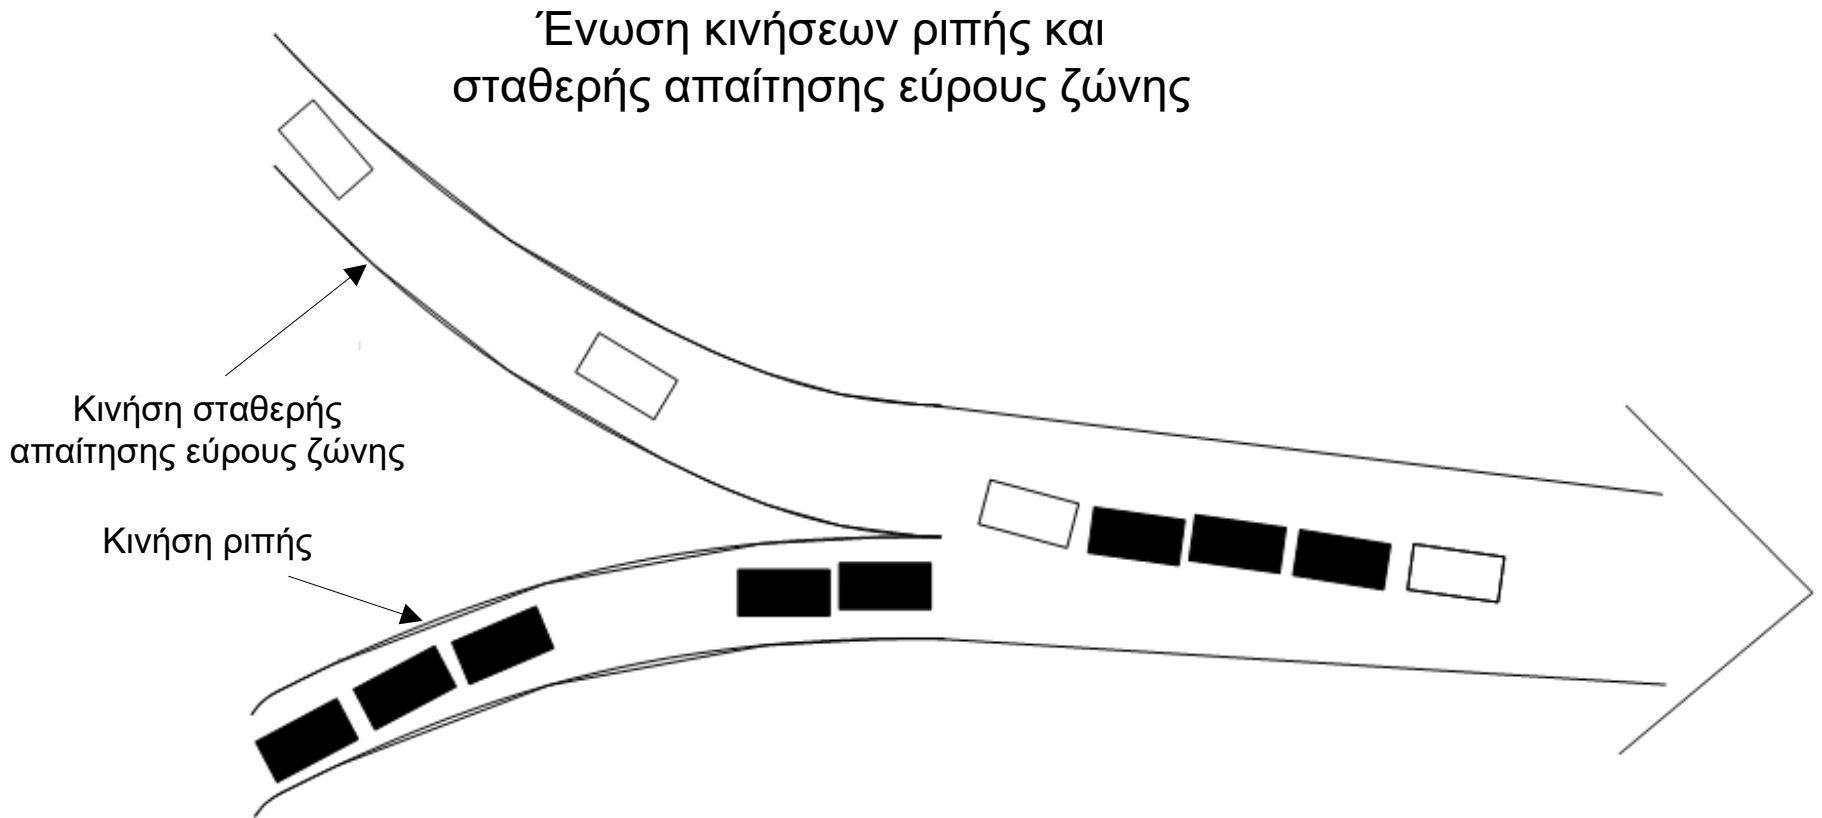 Ένωση κινήσεων ριπής και
σταθερής απαίτησης εύρους ζώνης
Κινήση σταθερής
απαίτησης εύρους ζώνης
Κινήση ριπής